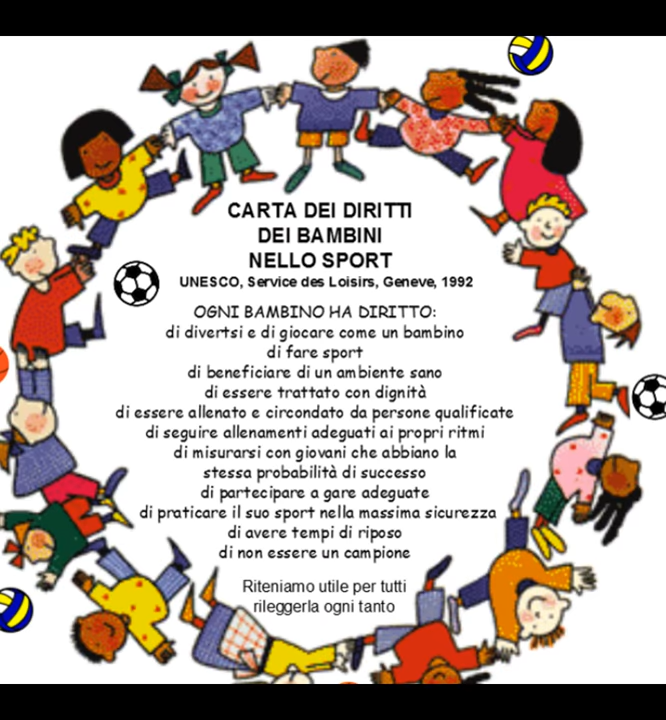 CARTA DEI DIRITTI
DEI BAMBINI
NELLO SPORT
UNESCO, Service des Loisirs, Geneve, 1992
OGNI BAMBINO HA DIRITTO:
di divertsi e di giocare come un bambino
di fare sport
di beneficiare di un ambiente sano
di essere trattato con dignità
di essere allenato e circondato da persone qualificate
di seguire allenamenti adeguati ai propri ritmi
di misurarsi con giovani che abbiano la
stessa probabilità di successo
di partecipare a gare adeguate
di praticare il suo sport nella massima sicurezza
di avere tempi di riposo
di non essere un campione
Riteniamo utile per tutti
rileggerla ogni tanto